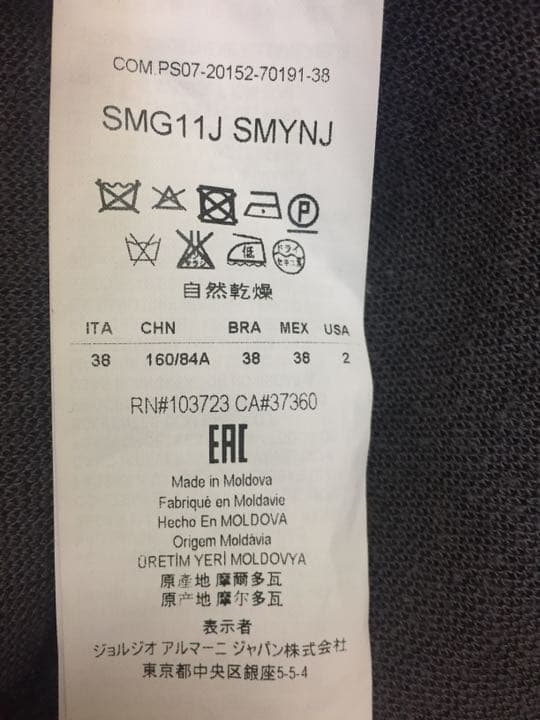 COM.PS07-20152-70191-38
SMG11J SMYNJ
P
低 ドライ
自然乾燥
ITA CHN BRA MEX USA
38 160/84A 38 38 2
RN#103723 CA#37360
EAC
Made in Moldova
Fabriqué en Moldavie
Hecho En MOLDOVA
Origem Moldávia
ÜRETİM YERİ MOLDOVYA
原產地 摩爾多瓦
原产地 摩尔多瓦
表示者
ジョルジオ アルマーニ ジャパン株式会社
東京都中央区銀座5-5-4